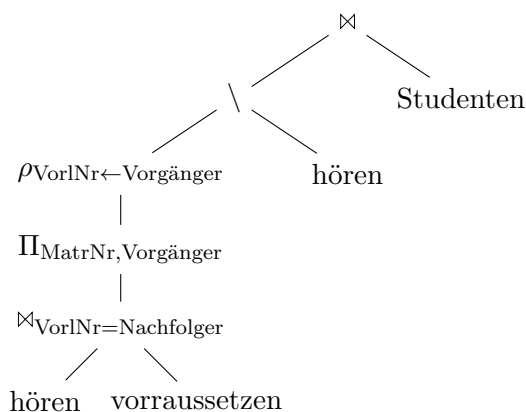 ⋈
\ Studenten
ρVorlNr←Vorgänger hören
ΠMatrNr,Vorgänger
⋈VorlNr=Nachfolger
hören vorraussetzen